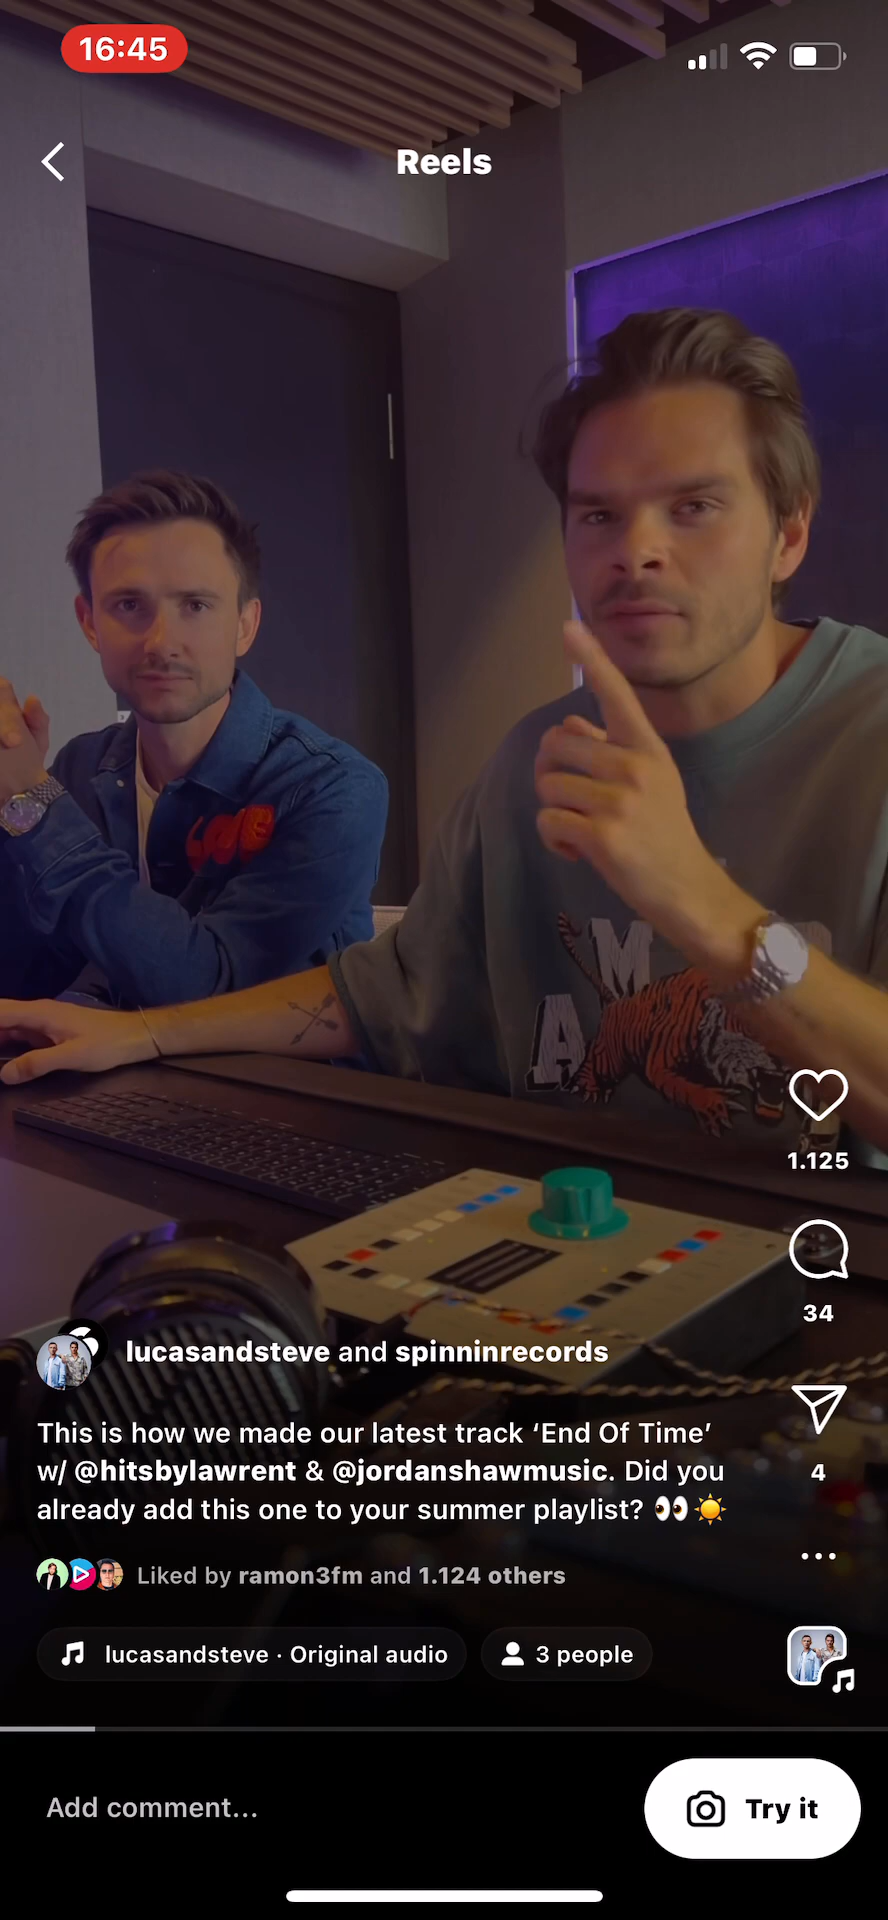 16:45
Reels
AM
1.125
34
lucasandsteve and spinninrecords
This is how we made our latest track ‘End Of Time’
w/ @hitsbylawrent & @jordanshawmusic. Did you
already add this one to your summer playlist? 👀☀️
4
Liked by ramon3fm and 1.124 others
lucasandsteve · Original audio
3 people
Add comment...
Try it